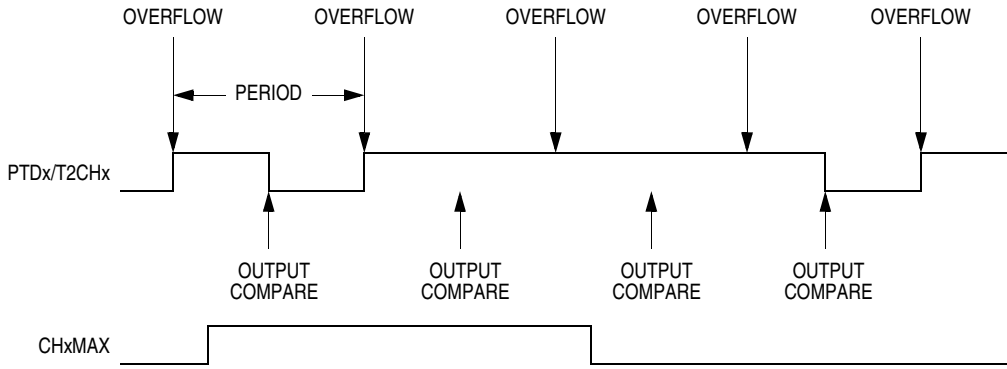 OVERFLOW OVERFLOW OVERFLOW OVERFLOW OVERFLOW
PERIOD
PTDx/T2CHx
OUTPUT COMPARE
OUTPUT COMPARE
OUTPUT COMPARE
OUTPUT COMPARE
CHxMAX